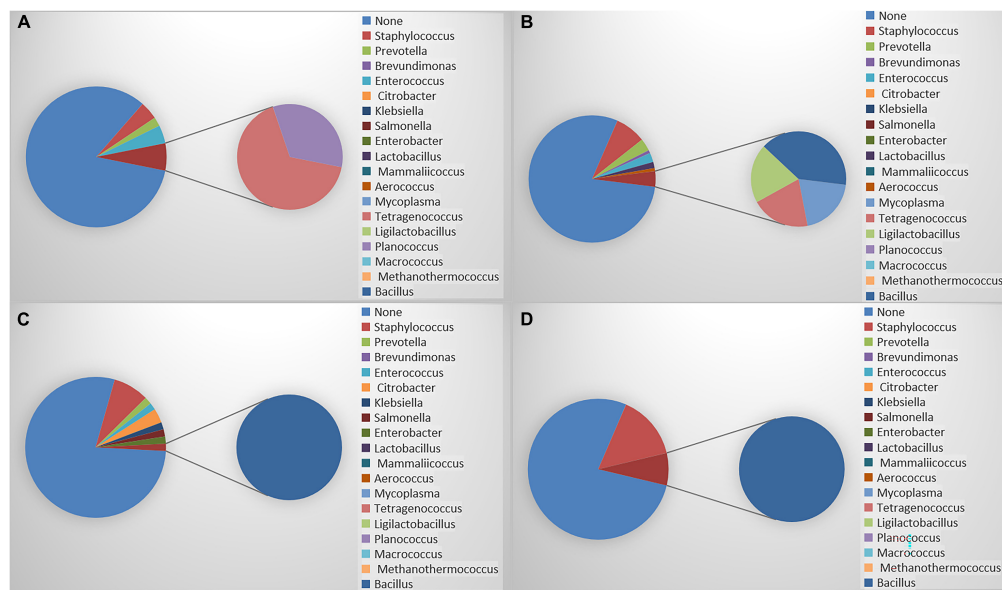 A
None
Staphylococcus
Prevotella
Brevundimonas
Enterococcus
Citrobacter
Klebsiella
Salmonella
Enterobacter
Lactobacillus
Mammaliicoccus
Aerococcus
Mycoplasma
Tetragenococcus
Ligilactobacillus
Planococcus
Macrococcus
Methanothermococcus
Bacillus
B
None
Staphylococcus
Prevotella
Brevundimonas
Enterococcus
Citrobacter
Klebsiella
Salmonella
Enterobacter
Lactobacillus
Mammaliicoccus
Aerococcus
Mycoplasma
Tetragenococcus
Ligilactobacillus
Planococcus
Macrococcus
Methanothermococcus
Bacillus
C
None
Staphylococcus
Prevotella
Brevundimonas
Enterococcus
Citrobacter
Klebsiella
Salmonella
Enterobacter
Lactobacillus
Mammaliicoccus
Aerococcus
Mycoplasma
Tetragenococcus
Ligilactobacillus
Planococcus
Macrococcus
Methanothermococcus
Bacillus
D
None
Staphylococcus
Prevotella
Brevundimonas
Enterococcus
Citrobacter
Klebsiella
Salmonella
Enterobacter
Lactobacillus
Mammaliicoccus
Aerococcus
Mycoplasma
Tetragenococcus
Ligilactobacillus
Planococcus
Macrococcus
Methanothermococcus
Bacillus